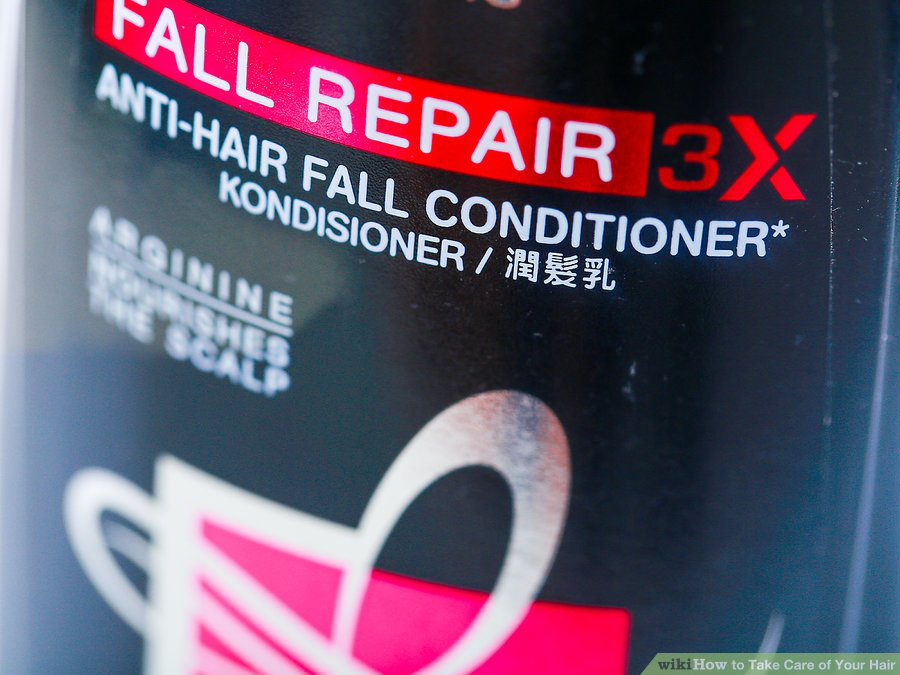 FALL REPAIR 3X
ANTI-HAIR FALL CONDITIONER*
KONDISIONER / 潤髮乳
ARGININE
NOURISHES
THE SCALP
wikiHow to Take Care of Your Hair